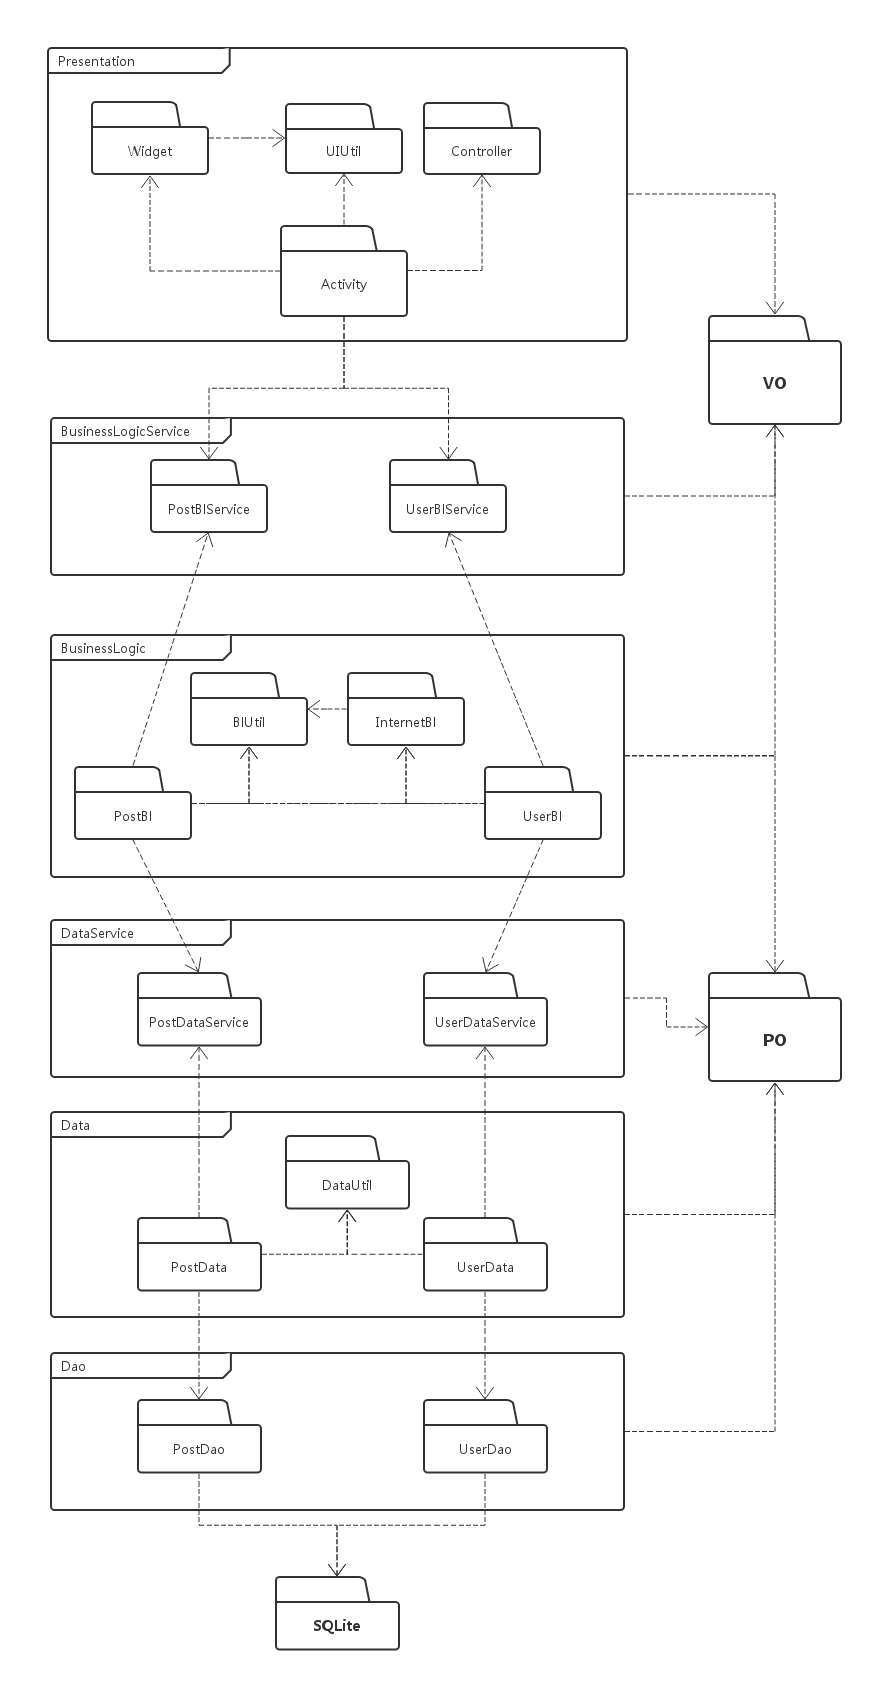 Presentation
Widget
UIUtil
Controller
Activity
VO
BusinessLogicService
PostBlService
UserBlService
BusinessLogic
BlUtil
InternetBl
PostBl
UserBl
DataService
PostDataService
UserDataService
PO
Data
DataUtil
PostData
UserData
Dao
PostDao
UserDao
SQLite